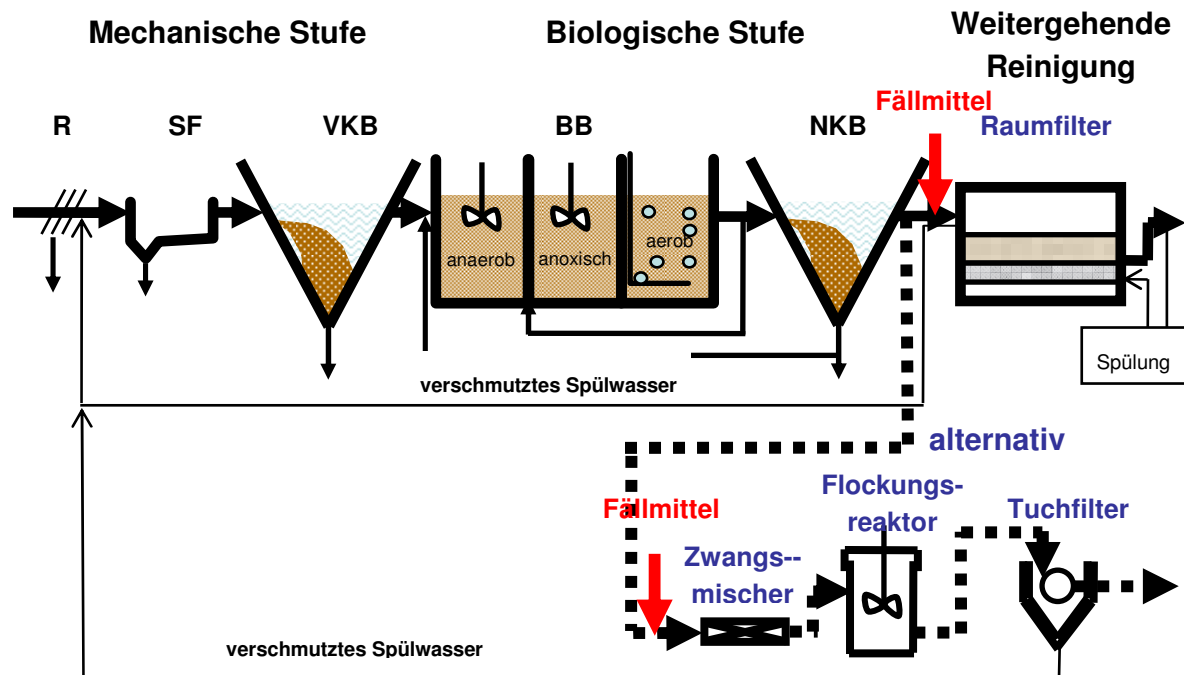 Mechanische Stufe
Biologische Stufe
Weitergehende
Reinigung
Fällmittel
R
SF
VKB
BB
NKB
Raumfilter
anaerob
anoxisch
aerob
Spülung
verschmutztes Spülwasser
alternativ
Flockungs-
reaktor
Tuchfilter
Fällmittel
Zwangs--
mischer
verschmutztes Spülwasser